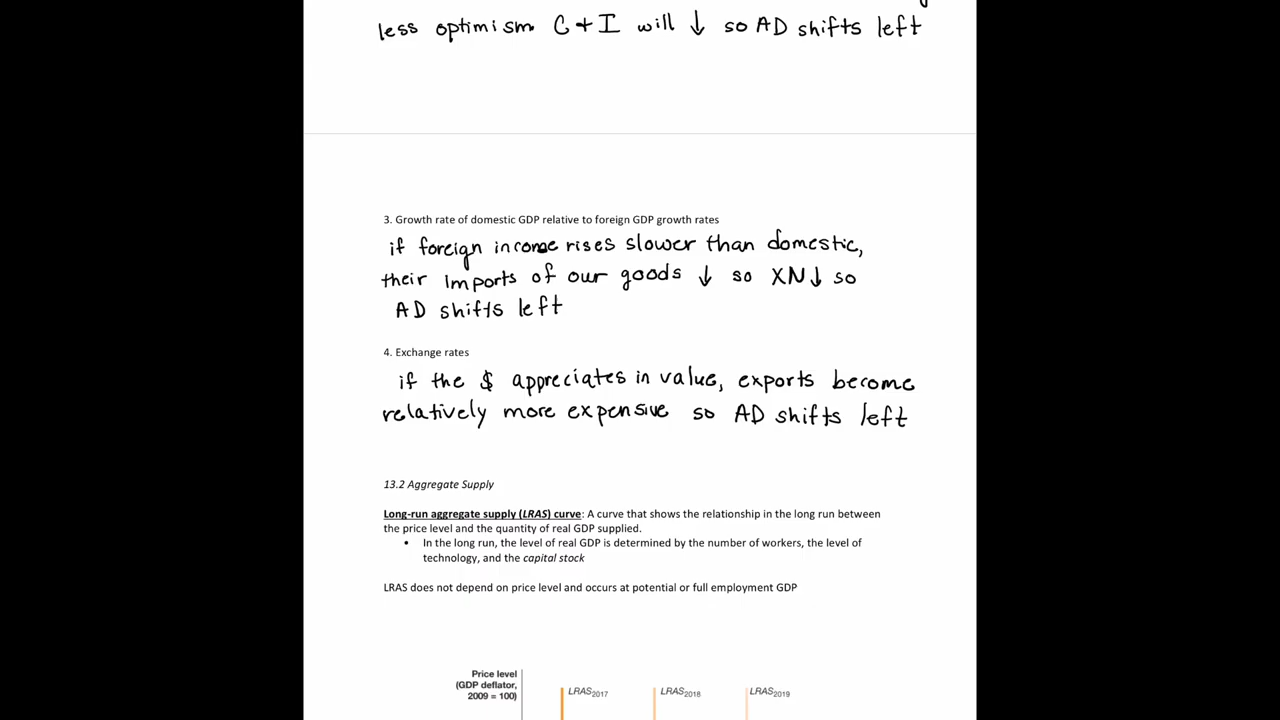 less optimism C + I will ↓ so AD shifts left
3. Growth rate of domestic GDP relative to foreign GDP growth rates
if foreign income rises slower than domestic,
their imports of our goods ↓ so XN↓ so
AD shifts left
4. Exchange rates
if the $ appreciates in value, exports become
relatively more expensive so AD shifts left
13.2 Aggregate Supply
Long-run aggregate supply (LRAS) curve: A curve that shows the relationship in the long run between
the price level and the quantity of real GDP supplied.
• In the long run, the level of real GDP is determined by the number of workers, the level of
technology, and the capital stock
LRAS does not depend on price level and occurs at potential or full employment GDP
Price level
(GDP deflator,
2009 = 100)
LRAS2017 LRAS2018 LRAS2019